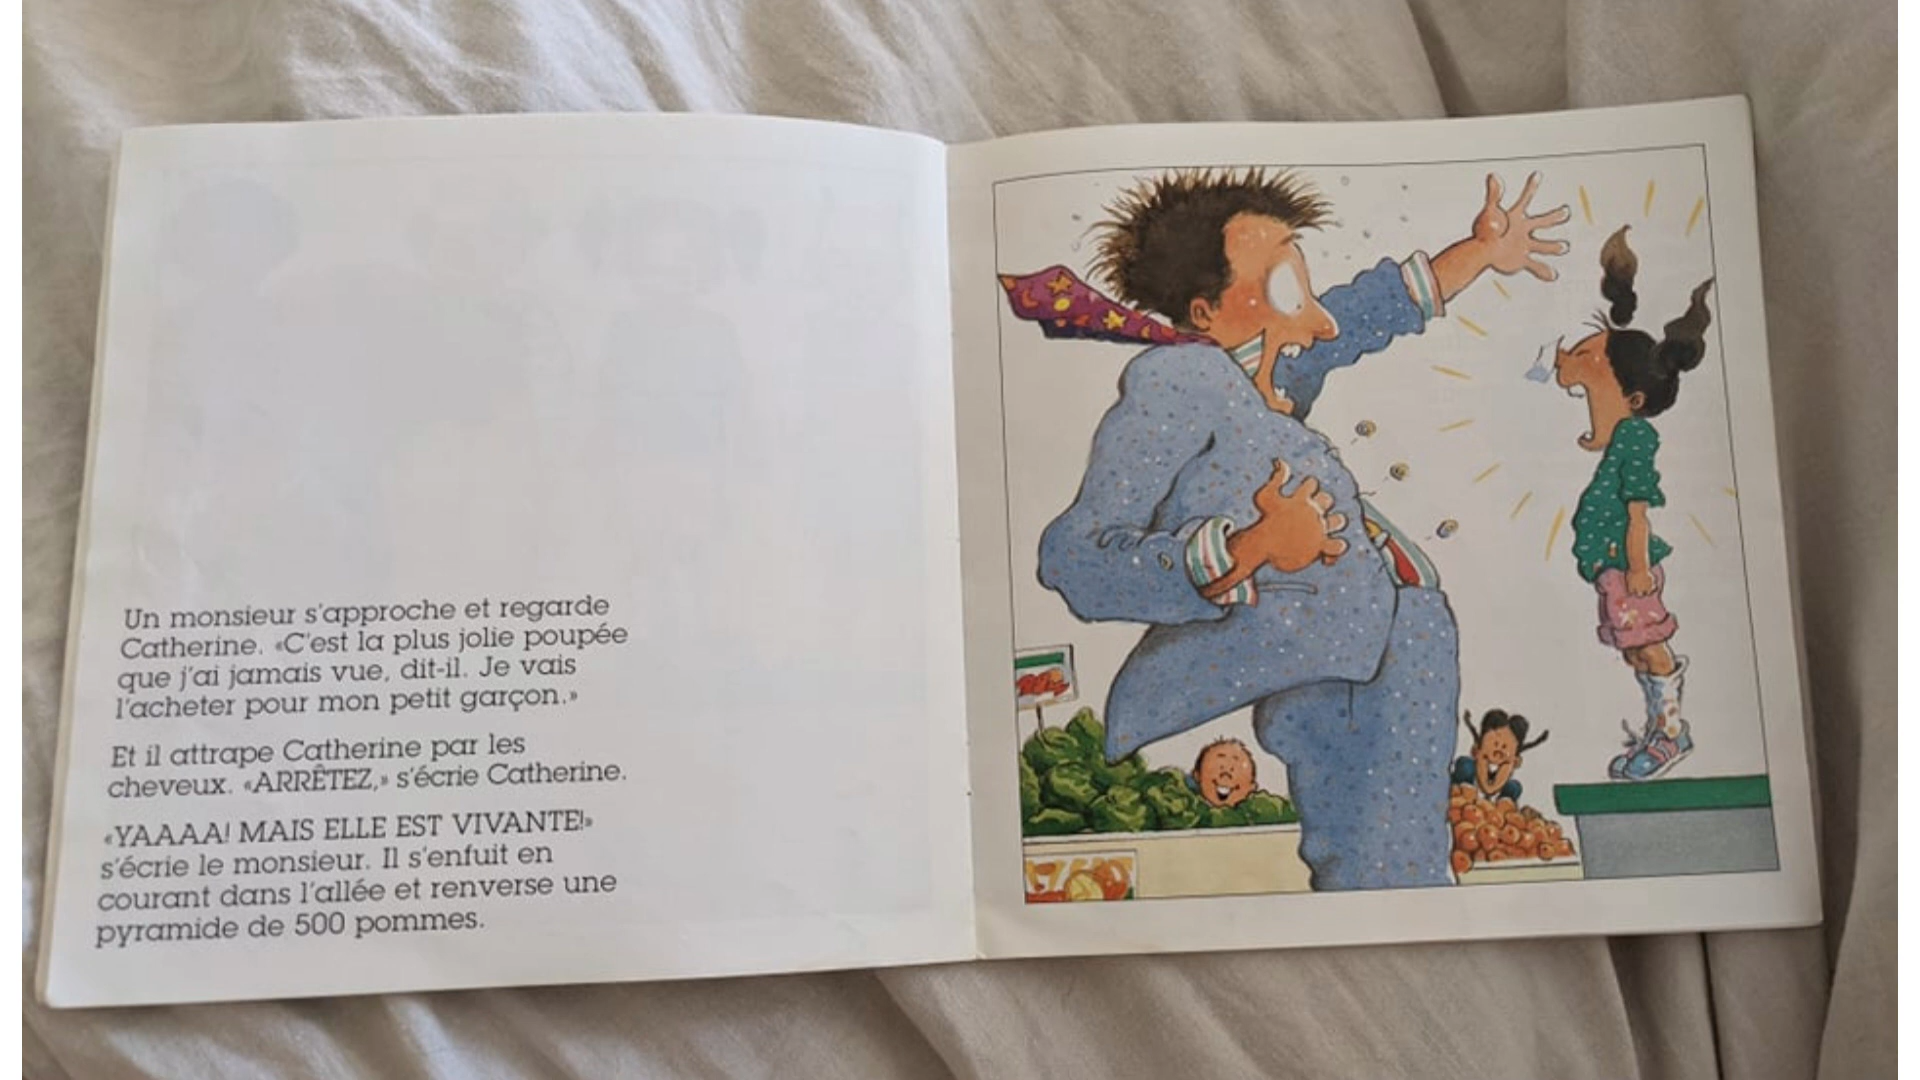 Un monsieur s'approche et regarde
Catherine. «C'est la plus jolie poupée
que j'ai jamais vue, dit-il. Je vais
l'acheter pour mon petit garçon.»
Et il attrape Catherine par les
cheveux. «ARRÊTEZ,» s'écrie Catherine.
«YAAAA! MAIS ELLE EST VIVANTE!»
s'écrie le monsieur. Il s'enfuit en
courant dans l'allée et renverse une
pyramide de 500 pommes.